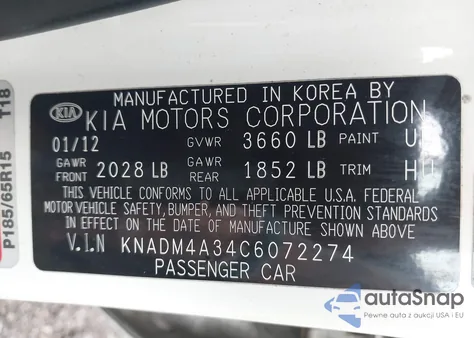 MANUFACTURED IN KOREA BY
KIA KIA MOTORS CORPORATION
01/12 GVWR 3660 LB PAINT U
GAWR FRONT 2028 LB GAWR REAR 1852 LB TRIM
THIS VEHICLE CONFORMS TO ALL APPLICABLE U.S.A. FEDERAL
MOTOR VEHICLE SAFETY, BUMPER, AND THEFT PREVENTION STANDARDS
IN EFFECT ON THE DATE OF MANUFACTURE SHOWN ABOVE
V.I.N KNADM4A34C6072274
PASSENGER CAR
P185/65R15 T18
autoSnap
Pewne auta z aukcji USA i EU